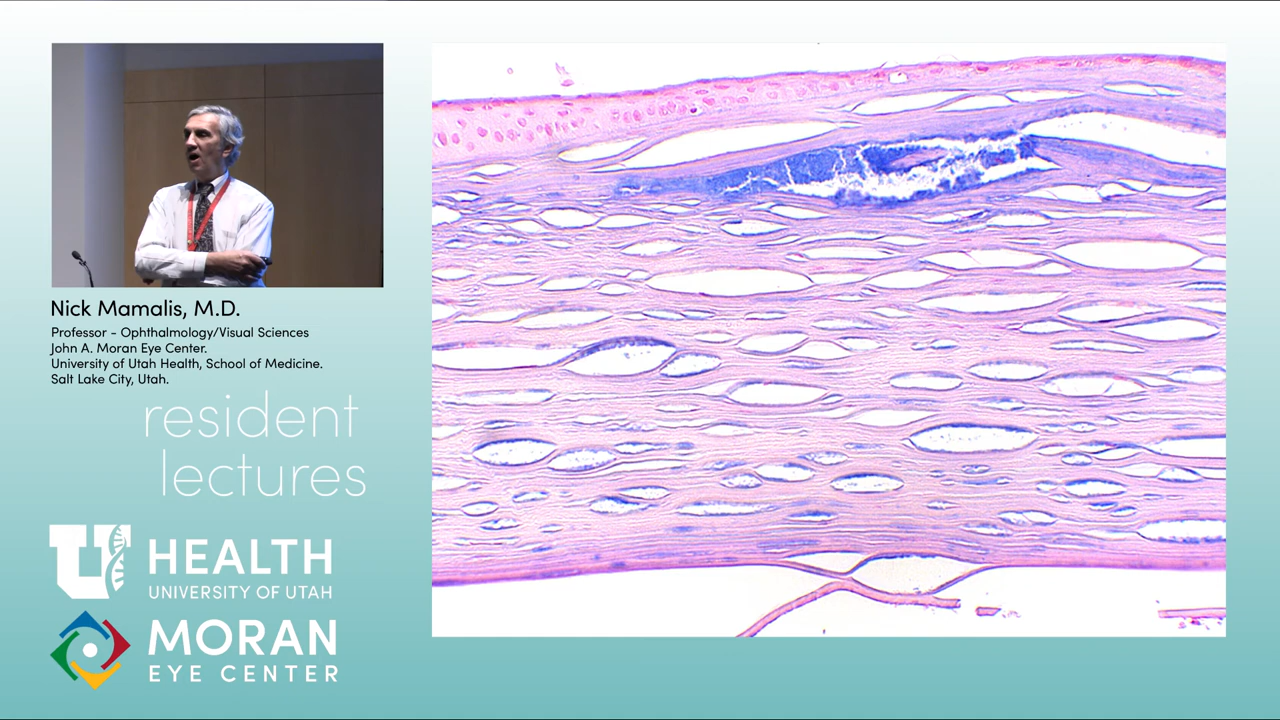 Nick Mamalis, M.D.
Professor - Ophthalmology/Visual Sciences
John A. Moran Eye Center.
University of Utah Health, School of Medicine.
Salt Lake City, Utah.
resident
lectures
U HEALTH
UNIVERSITY OF UTAH
MORAN
EYE CENTER